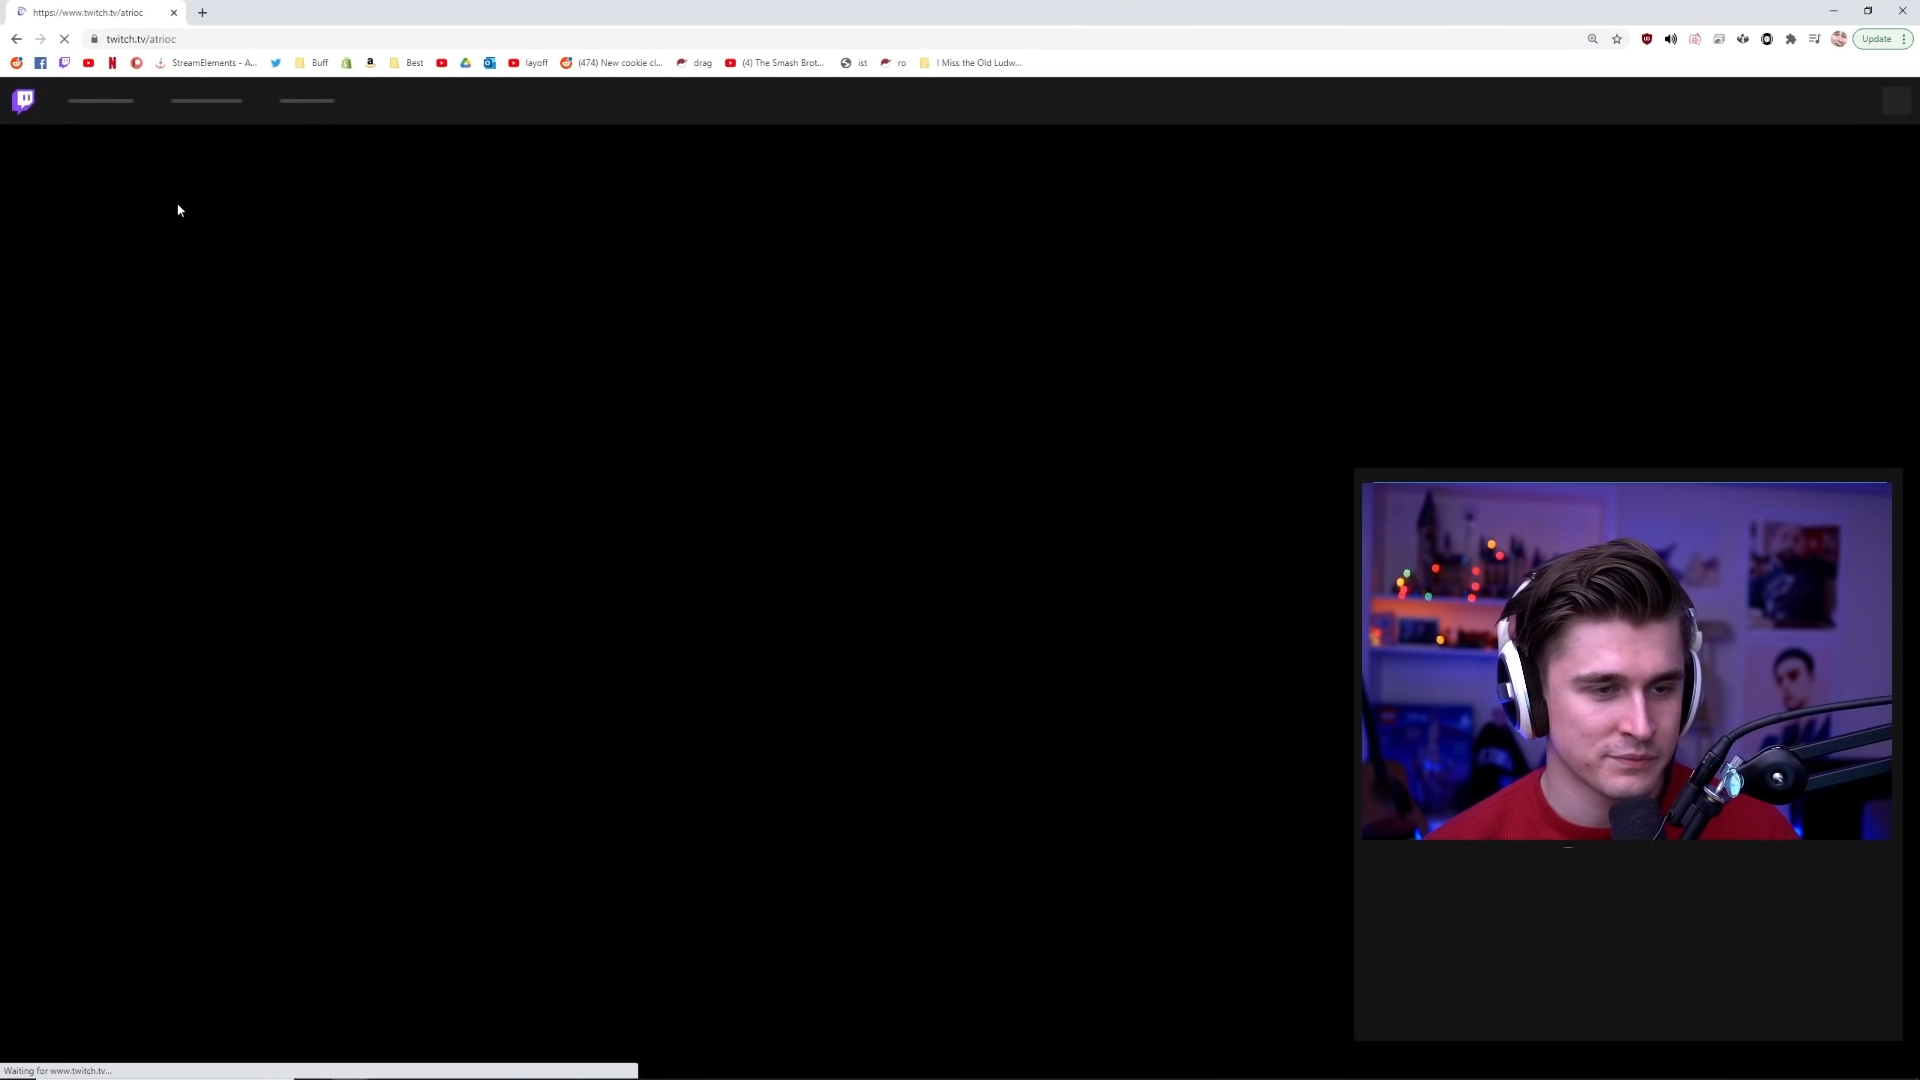 https://www.twitch.tv/atrioc
twitch.tv/atrioc
Update
StreamElements - A...
Buff
Best
layoff
(474) New cookie cl...
drag
(4) The Smash Brot...
ist
ro
I Miss the Old Ludw...
Waiting for www.twitch.tv...